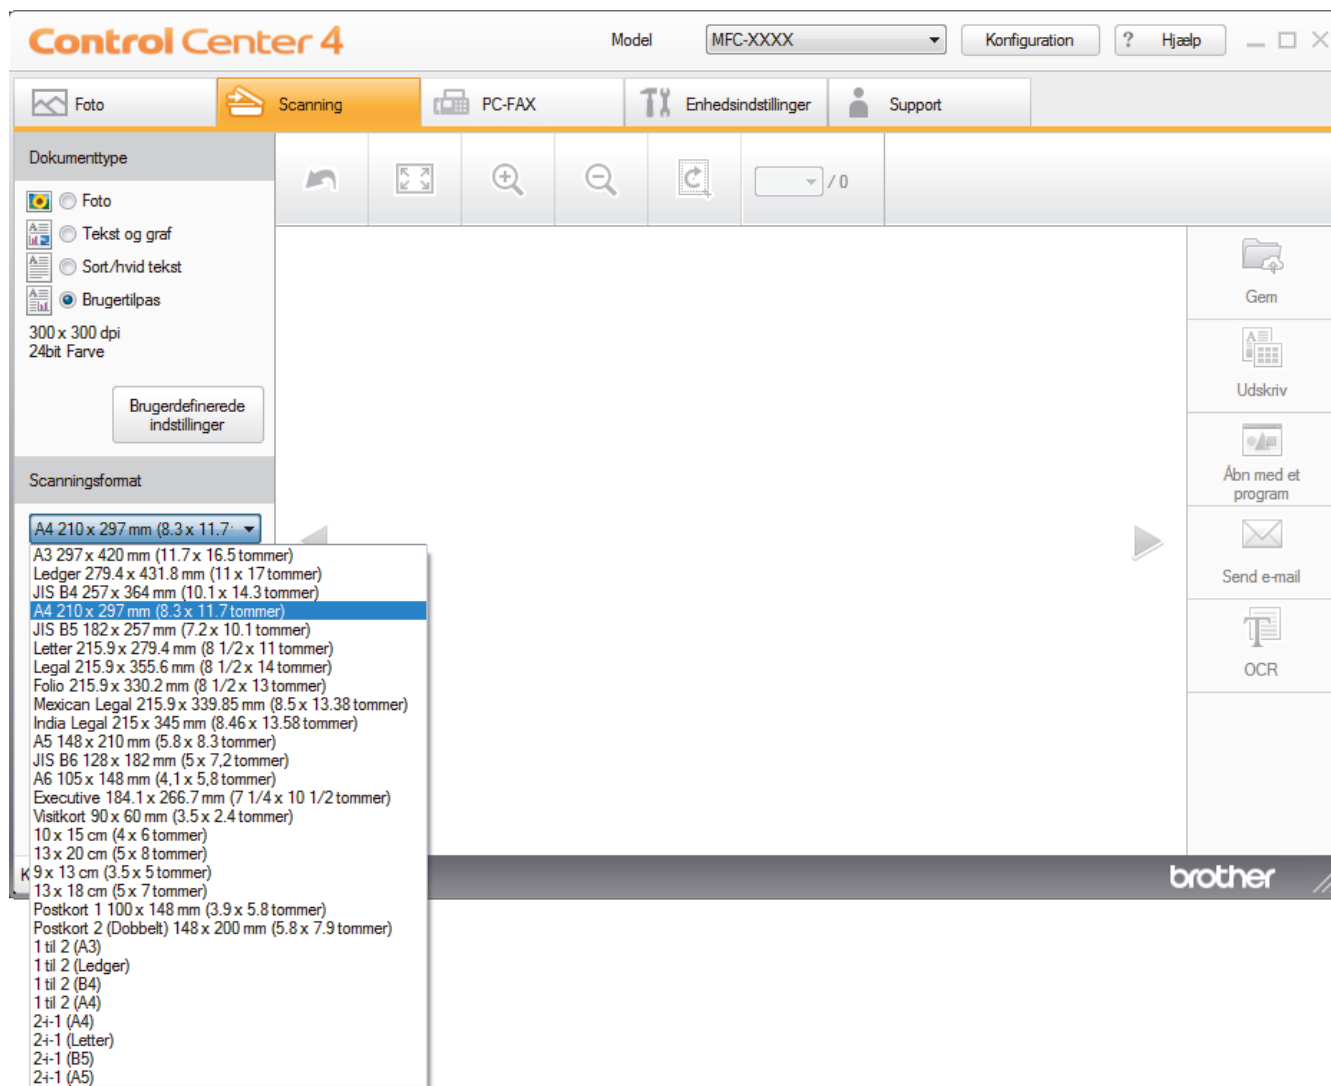 Control Center 4
Model
MFC-XXXX
Konfiguration
? Hjælp
Foto
Scanning
PC-FAX
Enhedsindstillinger
Support
Dokumenttype
/ 0
Foto
Tekst og graf
Sort/hvid tekst
Brugertilpas
300 x 300 dpi
24bit Farve
Brugerdefinerede
indstillinger
Scanningsformat
A4 210 x 297 mm (8.3 x 11.7
A3 297 x 420 mm (11.7 x 16.5 tommer)
Ledger 279.4 x 431.8 mm (11 x 17 tommer)
JIS B4 257 x 364 mm (10.1 x 14.3 tommer)
A4 210 x 297 mm (8.3 x 11.7 tommer)
JIS B5 182 x 257 mm (7.2 x 10.1 tommer)
Letter 215.9 x 279.4 mm (8 1/2 x 11 tommer)
Legal 215.9 x 355.6 mm (8 1/2 x 14 tommer)
Folio 215.9 x 330.2 mm (8 1/2 x 13 tommer)
Mexican Legal 215.9 x 339.85 mm (8.5 x 13.38 tommer)
India Legal 215 x 345 mm (8.46 x 13.58 tommer)
A5 148 x 210 mm (5.8 x 8.3 tommer)
JIS B6 128 x 182 mm (5 x 7,2 tommer)
A6 105 x 148 mm (4,1 x 5,8 tommer)
Executive 184.1 x 266.7 mm (7 1/4 x 10 1/2 tommer)
Visitkort 90 x 60 mm (3.5 x 2.4 tommer)
10 x 15 cm (4 x 6 tommer)
13 x 20 cm (5 x 8 tommer)
9 x 13 cm (3.5 x 5 tommer)
13 x 18 cm (5 x 7 tommer)
Postkort 1 100 x 148 mm (3.9 x 5.8 tommer)
Postkort 2 (Dobbelt) 148 x 200 mm (5.8 x 7.9 tommer)
1 til 2 (A3)
1 til 2 (Ledger)
1 til 2 (B4)
1 til 2 (A4)
2-i-1 (A4)
2-i-1 (Letter)
2-i-1 (B5)
2-i-1 (A5)
Gem
Udskriv
Åbn med et
program
Send e-mail
OCR
brother